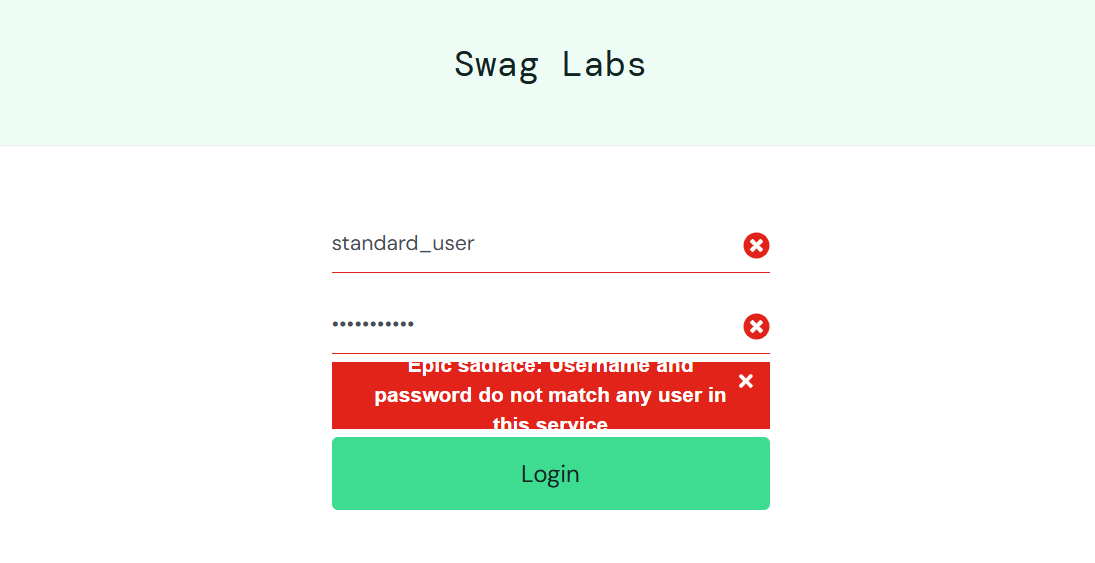 Swag Labs
standard_user
•••••••••••
Epic sadface: Username and
password do not match any user in
this service
Login